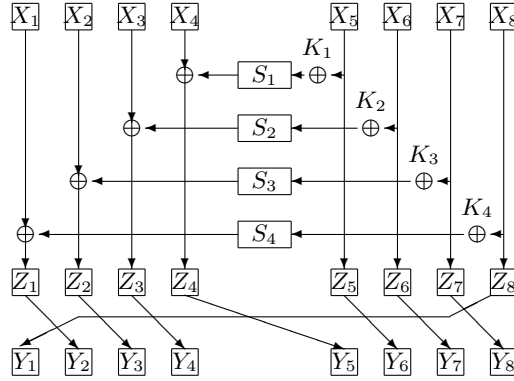 X₁ X₂ X₃ X₄ X₅ X₆ X₇ X₈
K₁
⊕ S₁ ⊕
K₂
⊕ S₂ ⊕
K₃
⊕ S₃ ⊕
K₄
⊕ S₄ ⊕
Z₁ Z₂ Z₃ Z₄ Z₅ Z₆ Z₇ Z₈
Y₁ Y₂ Y₃ Y₄ Y₅ Y₆ Y₇ Y₈